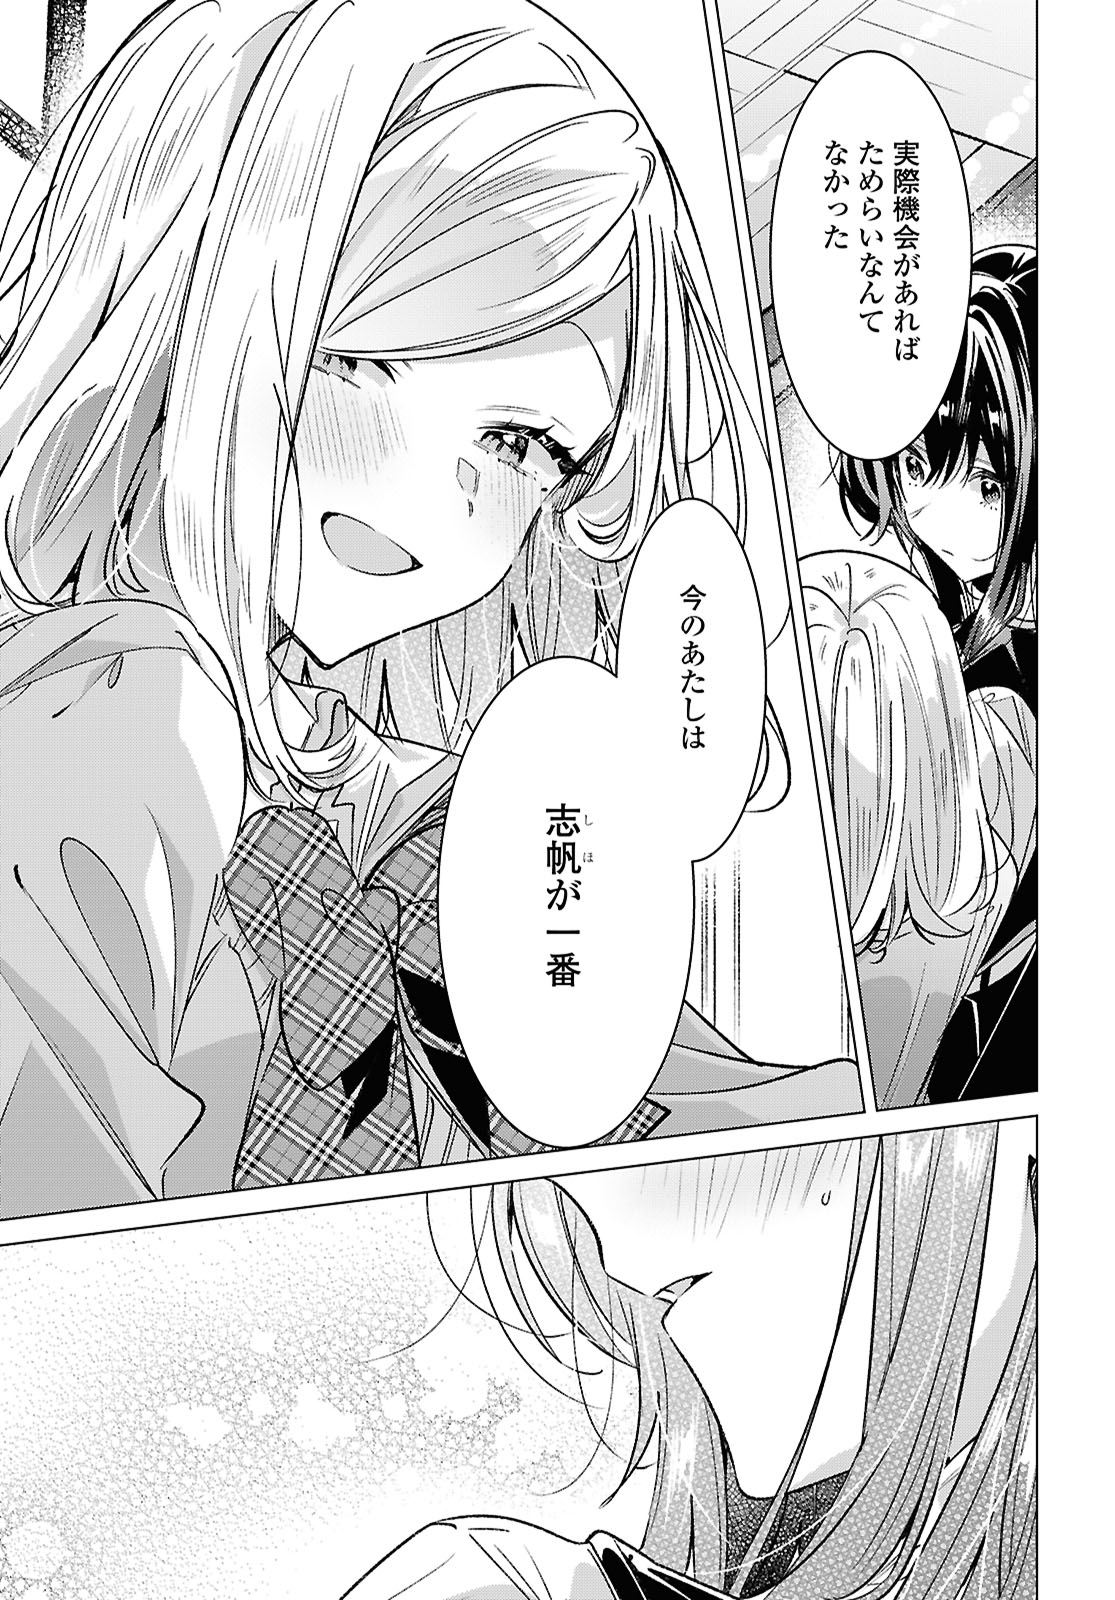 実際機会があれば
ためらいなんて
なかった
今のあたしは
志帆が一番
しほ